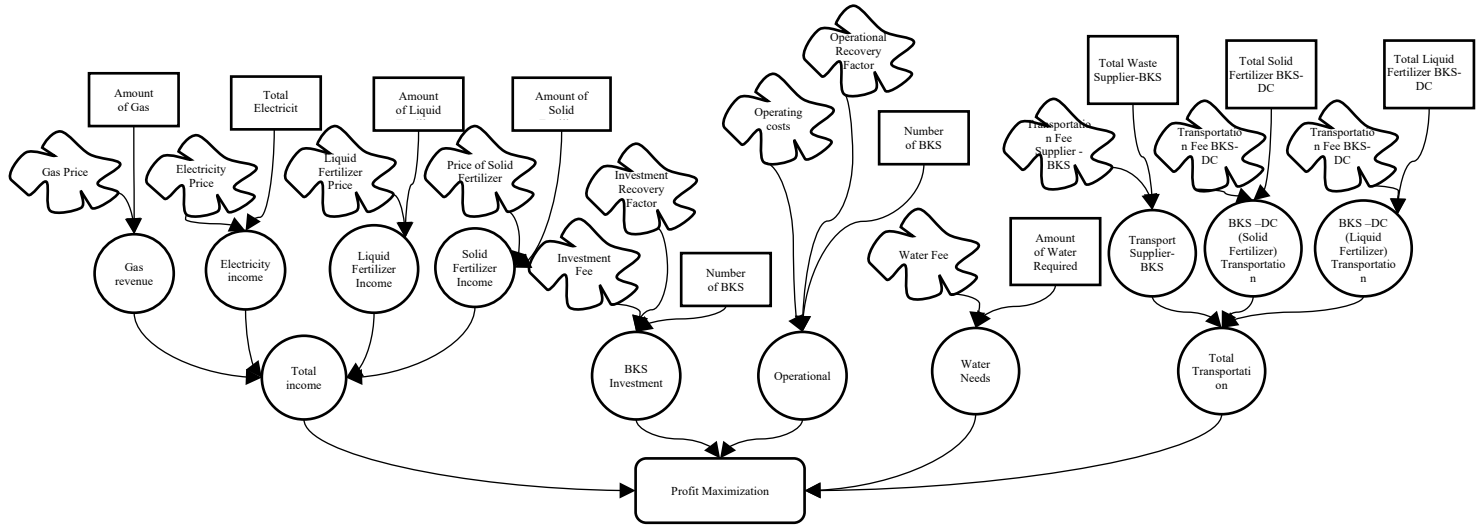 Operational
Recovery
Factor
Total Waste
Supplier-BKS
Total Solid
Fertilizer BKS-
DC
Total Liquid
Fertilizer BKS-
DC
Amount
of Gas
Total
Electricit
Amount
of Liquid
Amount of
Solid
Operating
costs
Number
of BKS
Transportatio
n Fee
Supplier -
BKS
Transportatio
n Fee BKS-
DC
Transportatio
n Fee BKS-
DC
Gas Price
Electricity
Price
Liquid
Fertilizer
Price
Price of Solid
Fertilizer
Investment
Recovery
Factor
Gas
revenue
Electricity
income
Liquid
Fertilizer
Income
Solid
Fertilizer
Income
Investment
Fee
Number
of BKS
Water Fee
Amount
of Water
Required
Transport
Supplier-
BKS
BKS –DC
(Solid
Fertilizer)
Transportatio
n
BKS –DC
(Liquid
Fertilizer)
Transportatio
n
Total
income
BKS
Investment
Operational
Water
Needs
Total
Transportati
on
Profit Maximization